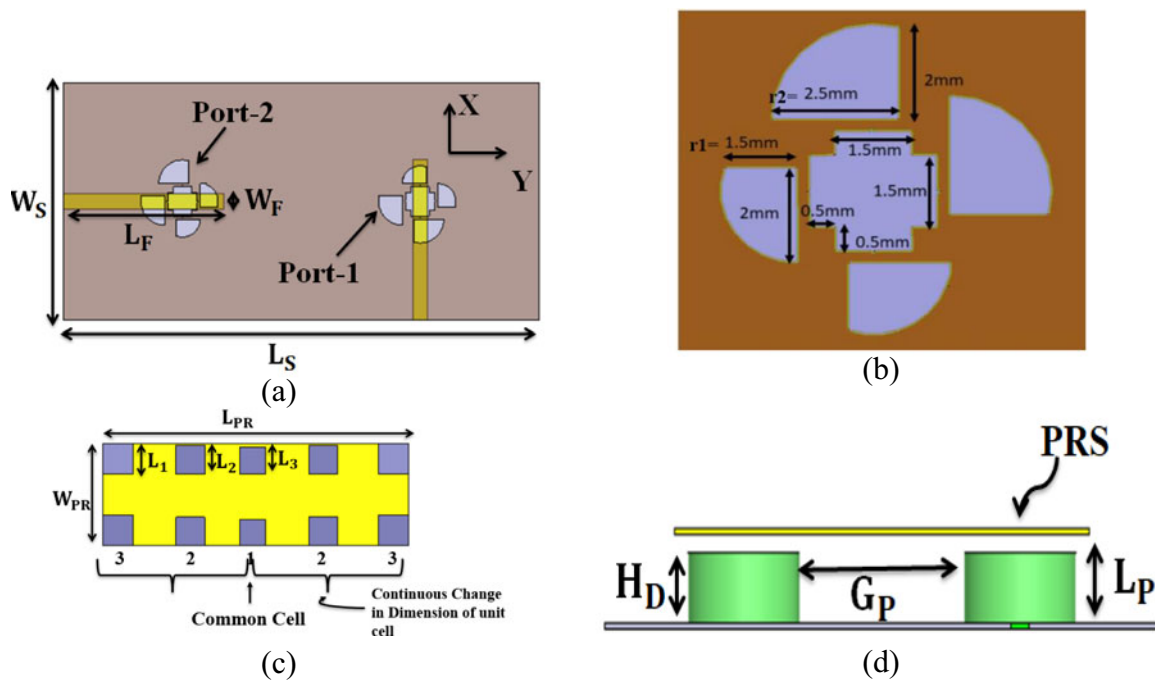 Port-2
X
Y
W_S
W_F
L_F
Port-1
L_S
(a)
2mm
r2=
2.5mm
r1=
1.5mm
1.5mm
1.5mm
2mm
0.5mm
0.5mm
(b)
L_PR
L_1
L_2
L_3
W_PR
3 2 1 2 3
Common Cell
Continuous Change
in Dimension of unit
cell
(c)
PRS
H_D
G_P
L_P
(d)